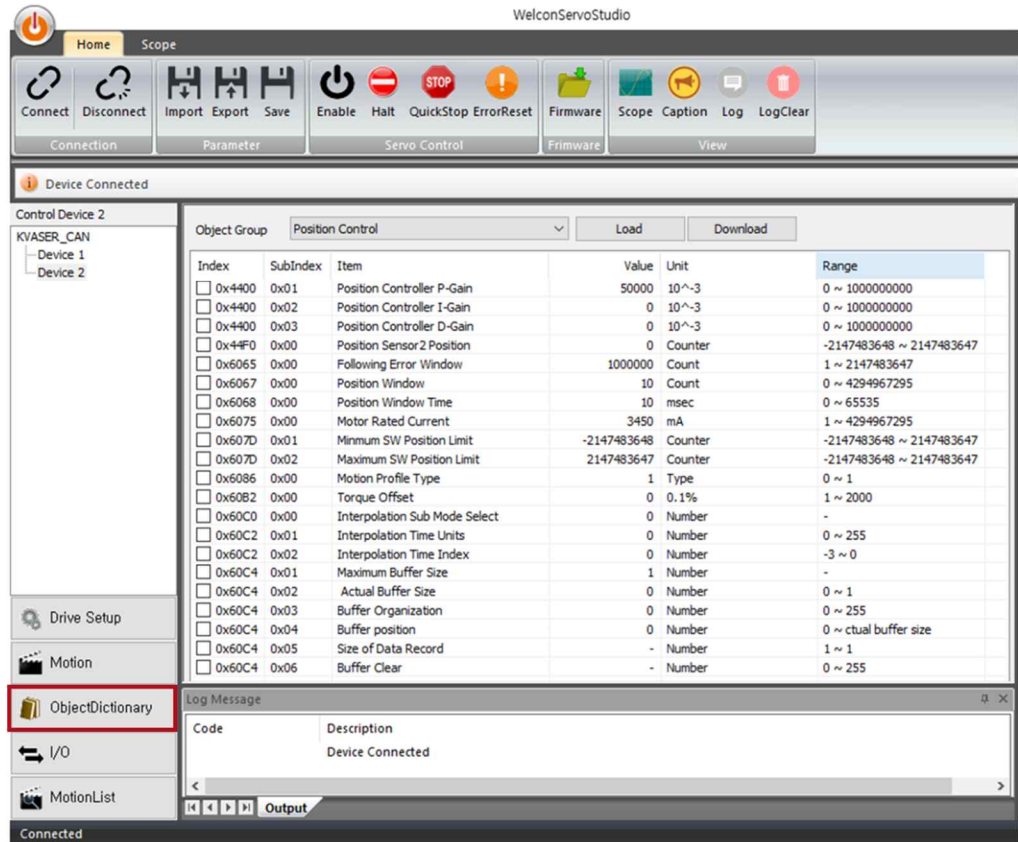 WelconServoStudio
Home Scope
Connect Disconnect Import Export Save Enable Halt STOP QuickStop ErrorReset Firmware Scope Caption Log LogClear
Connection Parameter Servo Control Frimware View
Device Connected
Control Device 2
KVASER_CAN
Device 1
Device 2
Object Group Position Control Load Download
Index SubIndex Item Value Unit Range
0x4400 0x01 Position Controller P-Gain 50000 10^-3 0 ~ 1000000000
0x4400 0x02 Position Controller I-Gain 0 10^-3 0 ~ 1000000000
0x4400 0x03 Position Controller D-Gain 0 10^-3 0 ~ 1000000000
0x44F0 0x00 Position Sensor2 Position 0 Counter -2147483648 ~ 2147483647
0x6065 0x00 Following Error Window 1000000 Count 1 ~ 2147483647
0x6067 0x00 Position Window 10 Count 0 ~ 4294967295
0x6068 0x00 Position Window Time 10 msec 0 ~ 65535
0x6075 0x00 Motor Rated Current 3450 mA 1 ~ 4294967295
0x607D 0x01 Minmum SW Position Limit -2147483648 Counter -2147483648 ~ 2147483647
0x607D 0x02 Maximum SW Position Limit 2147483647 Counter -2147483648 ~ 2147483647
0x6086 0x00 Motion Profile Type 1 Type 0 ~ 1
0x60B2 0x00 Torque Offset 0 0.1% 1 ~ 2000
0x60C0 0x00 Interpolation Sub Mode Select 0 Number -
0x60C2 0x01 Interpolation Time Units 0 Number 0 ~ 255
0x60C2 0x02 Interpolation Time Index 0 Number -3 ~ 0
0x60C4 0x01 Maximum Buffer Size 1 Number -
0x60C4 0x02 Actual Buffer Size 0 Number 0 ~ 1
0x60C4 0x03 Buffer Organization 0 Number 0 ~ 255
0x60C4 0x04 Buffer position 0 Number 0 ~ ctual buffer size
0x60C4 0x05 Size of Data Record - Number 1 ~ 1
0x60C4 0x06 Buffer Clear - Number 0 ~ 255
Drive Setup
Motion
ObjectDictionary
I/O
MotionList
Log Message
Code Description
Device Connected
Output
Connected